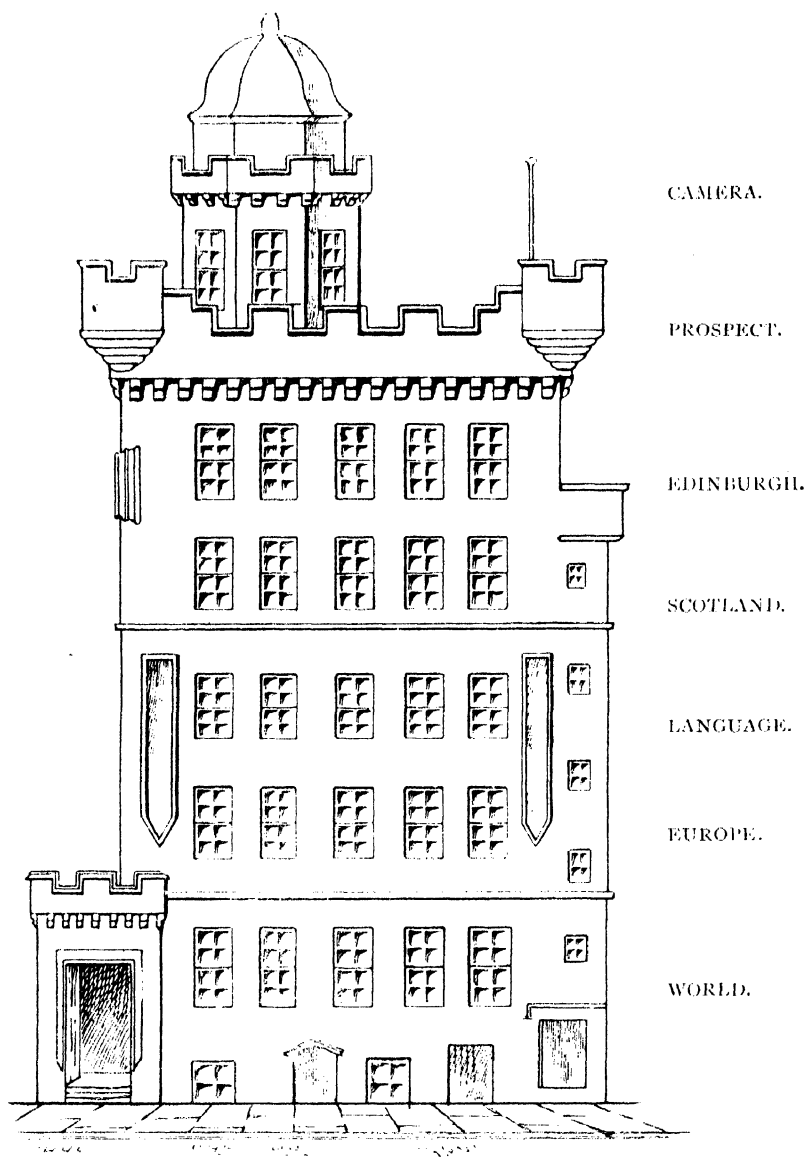 CAMERA.
PROSPECT.
EDINBURGH.
SCOTLAND.
LANGUAGE.
EUROPE.
WORLD.